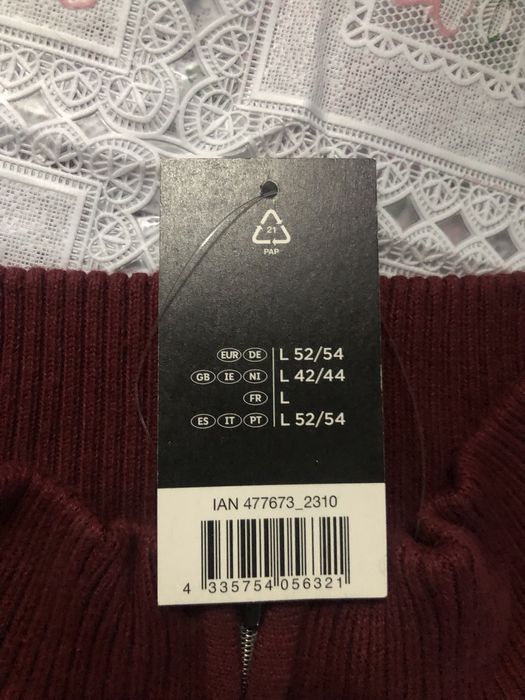 21
PAP
EUR DE L 52/54
GB IE NI L 42/44
FR L
ES IT PT L 52/54
IAN 477673_2310
4 335754 056321